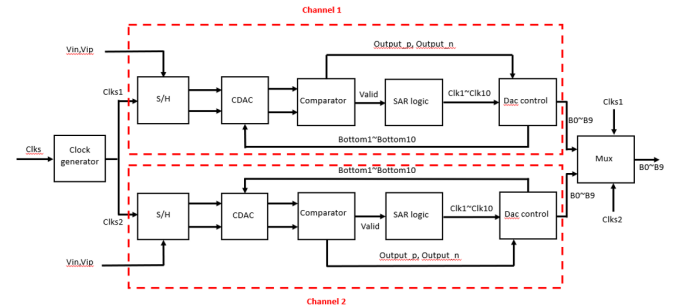 Channel 1
Output_p, Output_n
Vin,Vip
Clks1
S/H
CDAC
Comparator
Valid
SAR logic
Clk1~Clk10
Dac control
Bottom1~Bottom10
B0~B9
Clks1
Clks
Clock
generator
Mux
B0~B9
Bottom1~Bottom10
Clks2
S/H
CDAC
Comparator
Valid
SAR logic
Clk1~Clk10
Dac control
B0~B9
Clks2
Vin,Vip
Output_p, Output_n
Channel 2